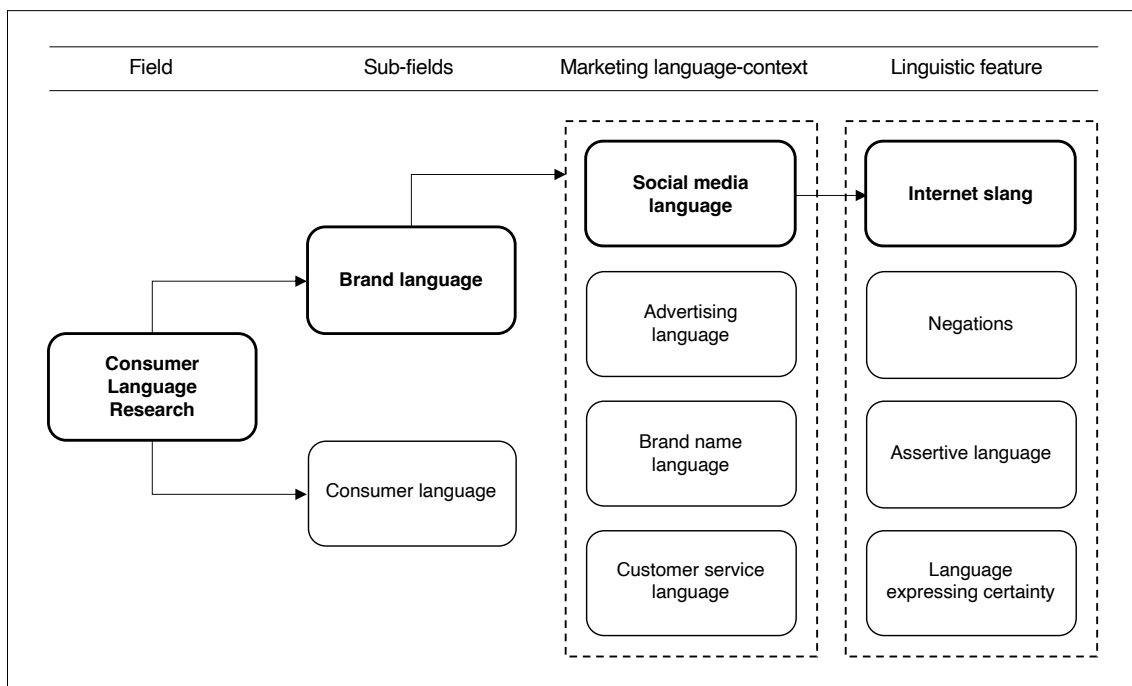 Field
Sub-fields
Marketing language-context
Linguistic feature
Consumer
Language
Research
Brand language
Consumer language
Social media
language
Advertising
language
Brand name
language
Customer service
language
Internet slang
Negations
Assertive language
Language
expressing certainty